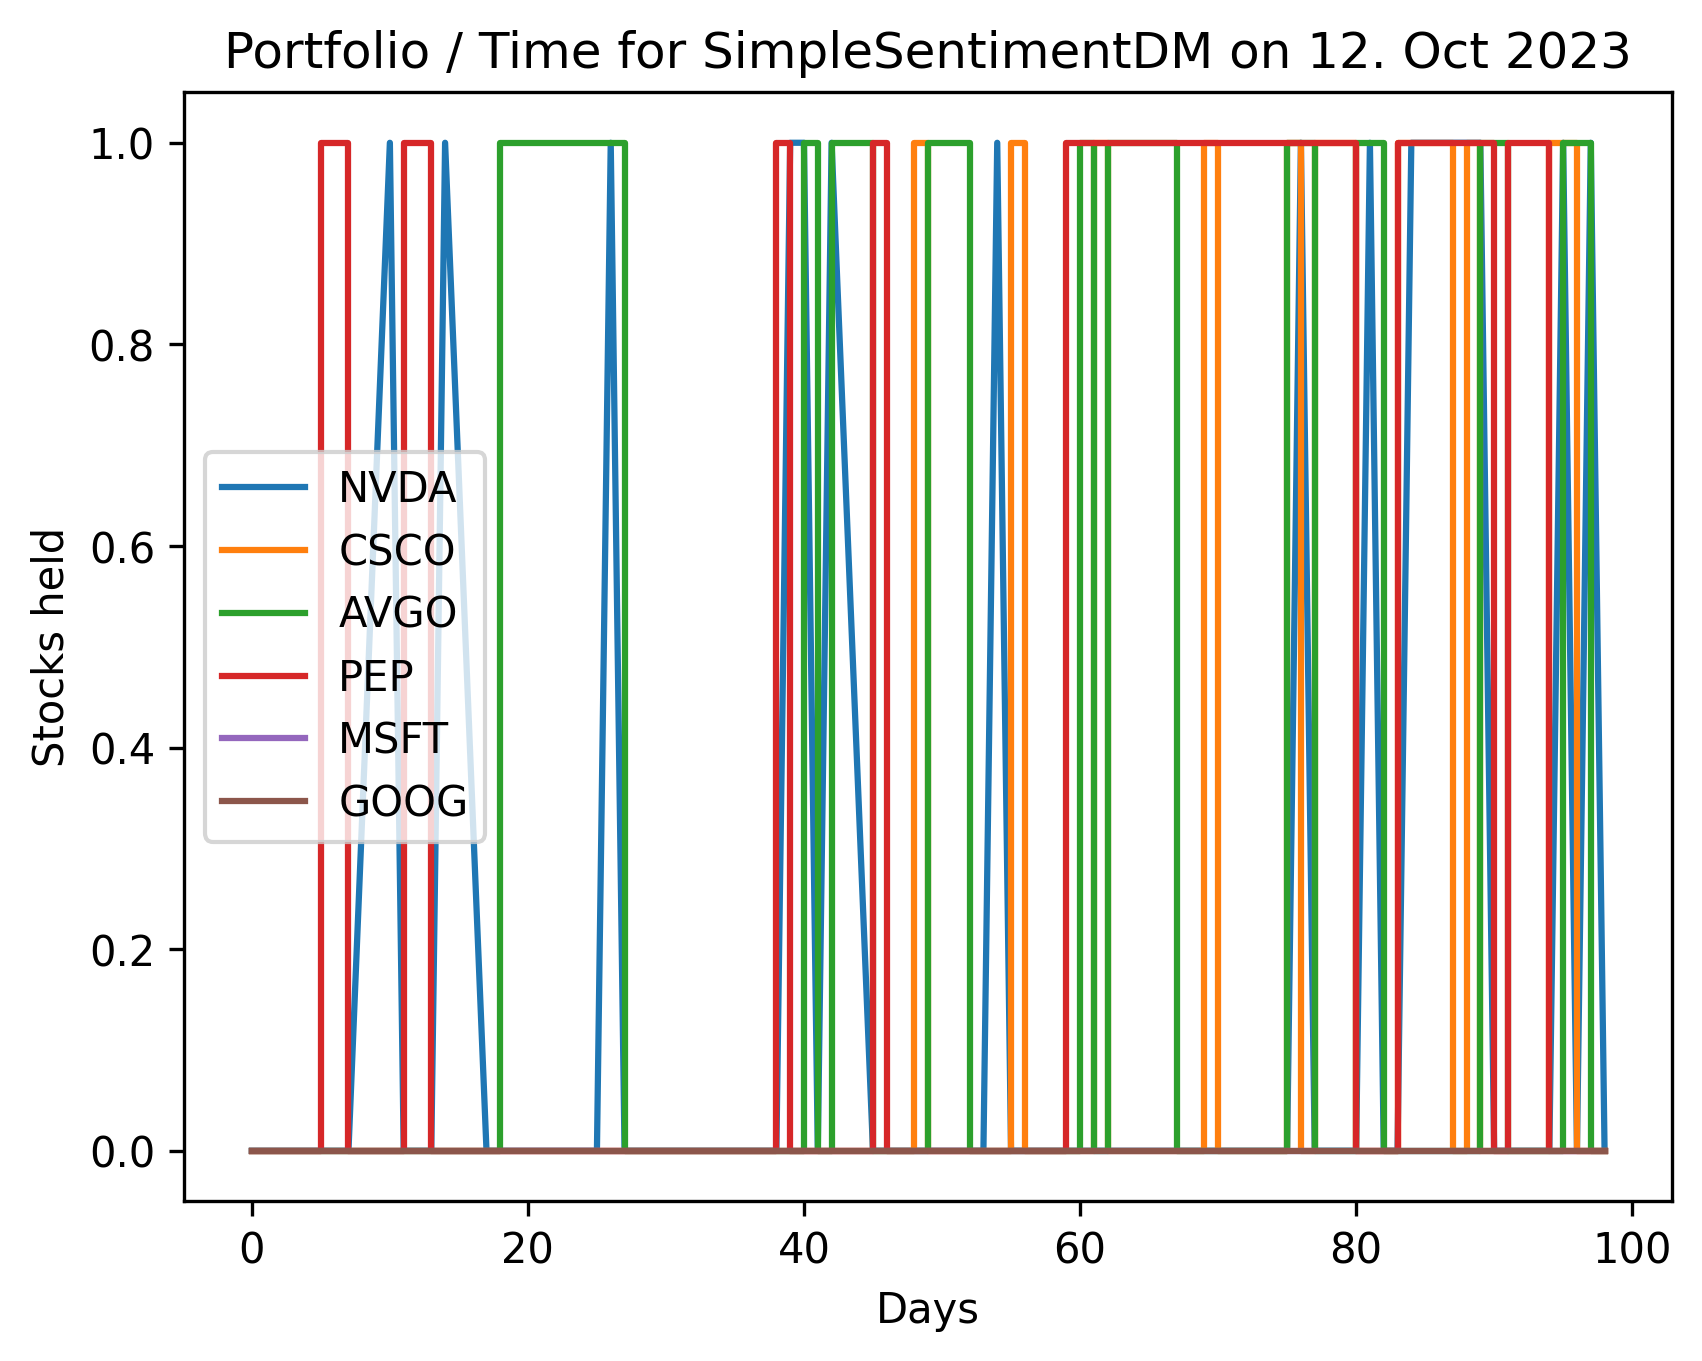 Portfolio / Time for SimpleSentimentDM on 12. Oct 2023
1.0
0.8
0.6
0.4
0.2
0.0
Stocks held
NVDA
CSCO
AVGO
PEP
MSFT
GOOG
0 20 40 60 80 100
Days